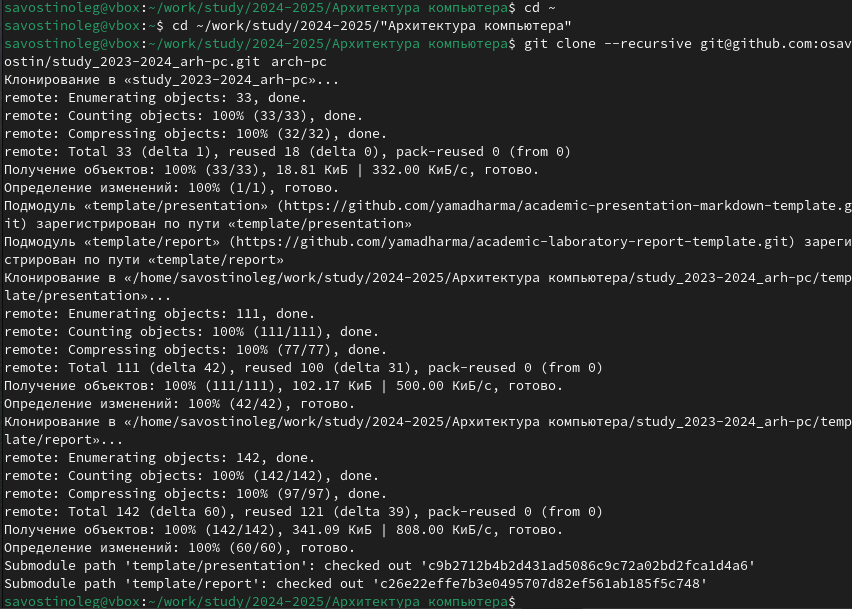 savostinoleg@vbox:~/work/study/2024-2025/Архитектура компьютера$ cd ~
savostinoleg@vbox:~$ cd ~/work/study/2024-2025/"Архитектура компьютера"
savostinoleg@vbox:~/work/study/2024-2025/Архитектура компьютера$ git clone --recursive git@github.com:osav
ostin/study_2023-2024_arh-pc.git arch-pc
Клонирование в «study_2023-2024_arh-pc»...
remote: Enumerating objects: 33, done.
remote: Counting objects: 100% (33/33), done.
remote: Compressing objects: 100% (32/32), done.
remote: Total 33 (delta 1), reused 18 (delta 0), pack-reused 0 (from 0)
Получение объектов: 100% (33/33), 18.81 КиБ | 332.00 КиБ/с, готово.
Определение изменений: 100% (1/1), готово.
Подмодуль «template/presentation» (https://github.com/yamadharma/academic-presentation-markdown-template.g
it) зарегистрирован по пути «template/presentation»
Подмодуль «template/report» (https://github.com/yamadharma/academic-laboratory-report-template.git) зареги
стрирован по пути «template/report»
Клонирование в «/home/savostinoleg/work/study/2024-2025/Архитектура компьютера/study_2023-2024_arh-pc/temp
late/presentation»...
remote: Enumerating objects: 111, done.
remote: Counting objects: 100% (111/111), done.
remote: Compressing objects: 100% (77/77), done.
remote: Total 111 (delta 42), reused 100 (delta 31), pack-reused 0 (from 0)
Получение объектов: 100% (111/111), 102.17 КиБ | 500.00 КиБ/с, готово.
Определение изменений: 100% (42/42), готово.
Клонирование в «/home/savostinoleg/work/study/2024-2025/Архитектура компьютера/study_2023-2024_arh-pc/temp
late/report»...
remote: Enumerating objects: 142, done.
remote: Counting objects: 100% (142/142), done.
remote: Compressing objects: 100% (97/97), done.
remote: Total 142 (delta 60), reused 121 (delta 39), pack-reused 0 (from 0)
Получение объектов: 100% (142/142), 341.09 КиБ | 808.00 КиБ/с, готово.
Определение изменений: 100% (60/60), готово.
Submodule path 'template/presentation': checked out 'c9b2712b4b2d431ad5086c9c72a02bd2fca1d4a6'
Submodule path 'template/report': checked out 'c26e22effe7b3e0495707d82ef561ab185f5c748'
savostinoleg@vbox:~/work/study/2024-2025/Архитектура компьютера$